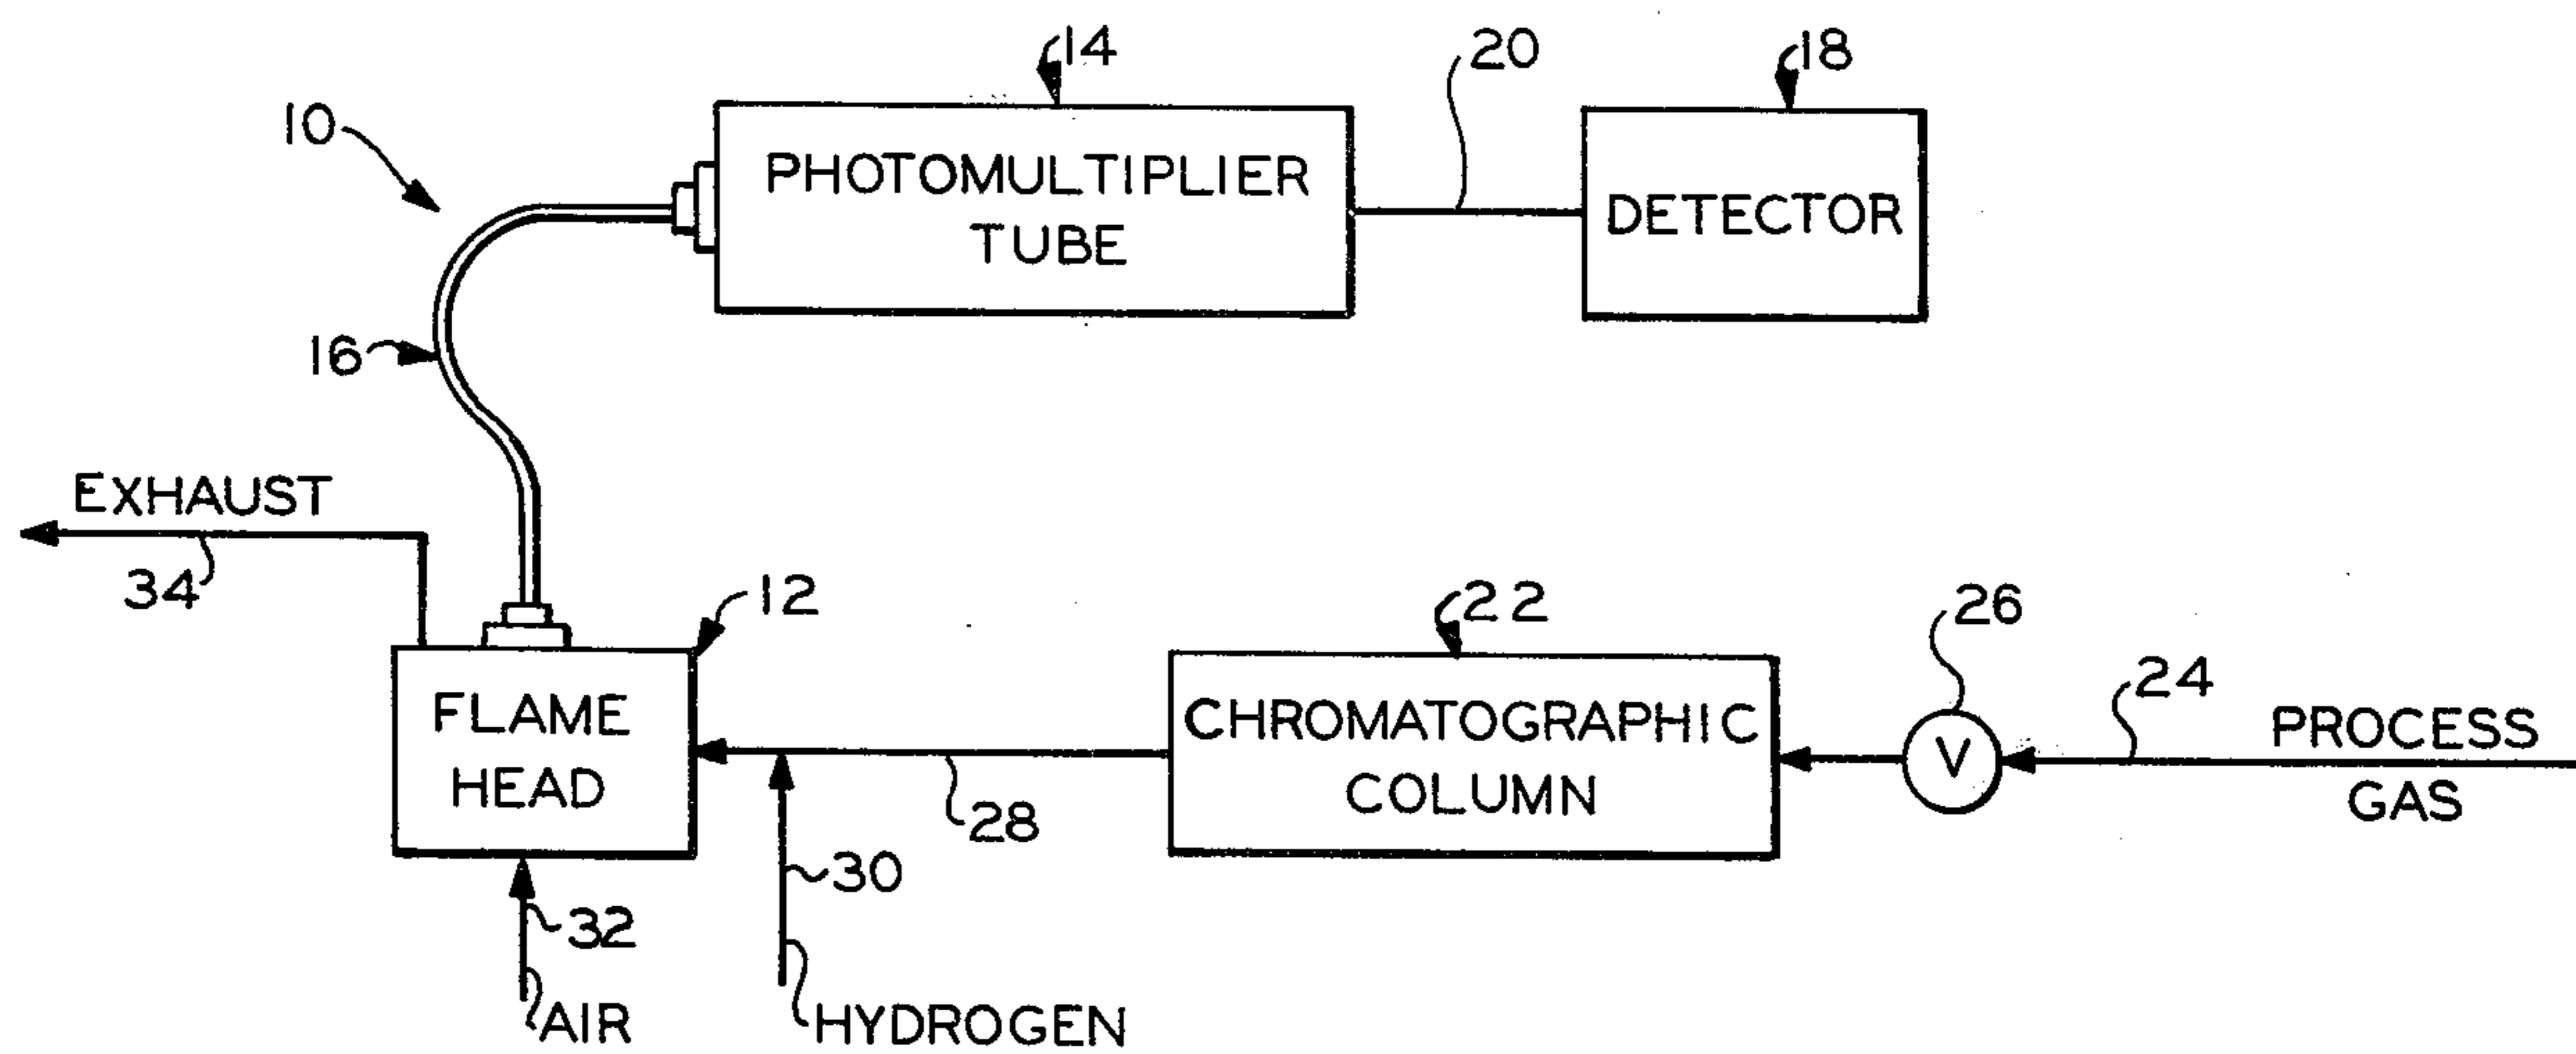 14
20
18
10
PHOTOMULTIPLIER
TUBE
DETECTOR
16
EXHAUST
34
12
22
26
24
FLAME
HEAD
CHROMATOGRAPHIC
COLUMN
V
PROCESS
GAS
28
30
32
AIR
HYDROGEN